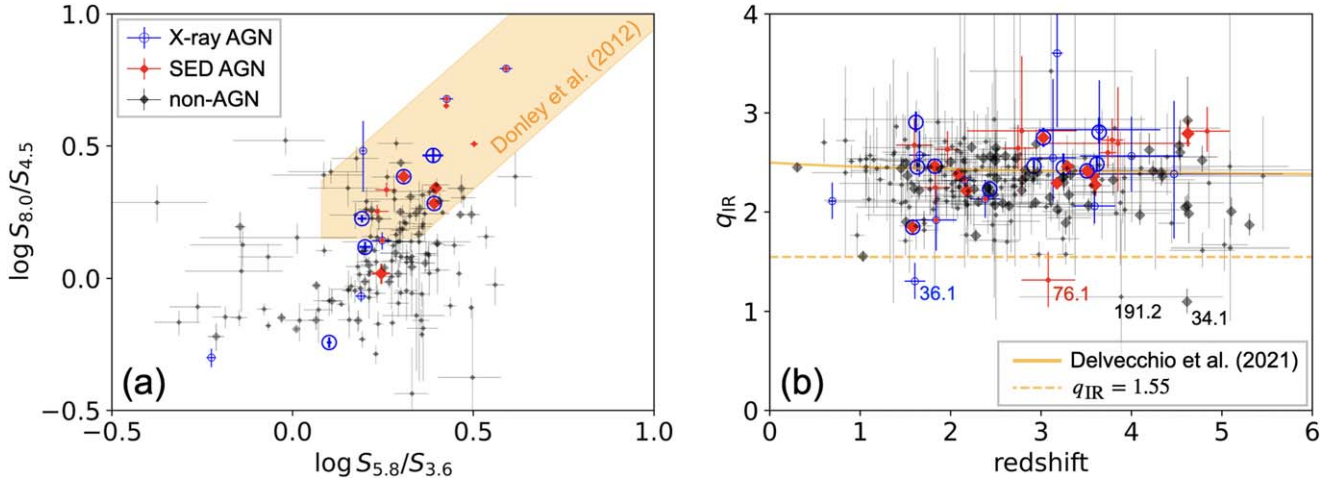 X-ray AGN
SED AGN
non-AGN
Donley et al. (2012)
(a)
1.0
0.5
0.0
−0.5
−0.5
0.0
0.5
1.0
log S8.0/S4.5
log S5.8/S3.6
4
3
2
1
0
qIR
36.1
76.1
191.2
34.1
(b)
Delvecchio et al. (2021)
qIR = 1.55
0
1
2
3
4
5
6
redshift